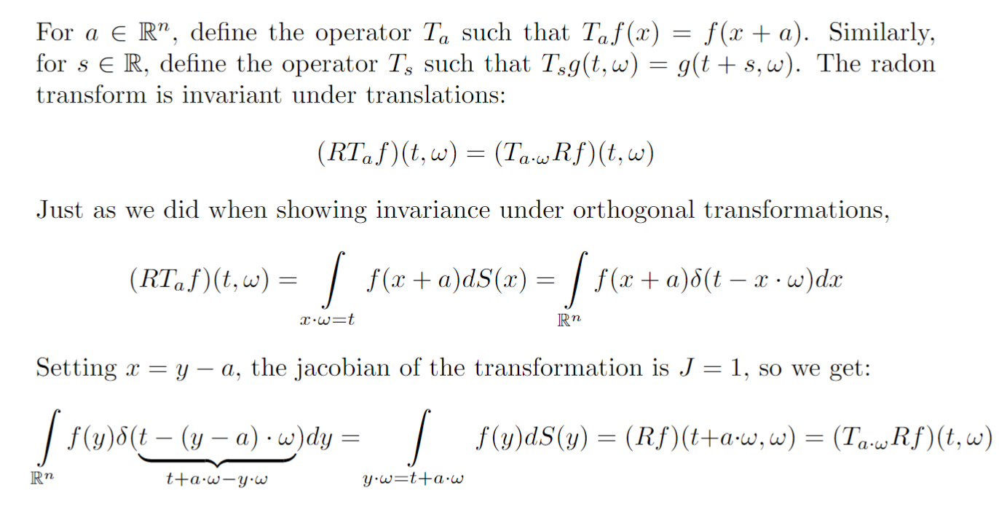 For $a \in \mathbb{R}^n$, define the operator $T_a$ such that $T_a f(x) = f(x + a)$. Similarly,
for $s \in \mathbb{R}$, define the operator $T_s$ such that $T_s g(t, \omega) = g(t + s, \omega)$. The radon
transform is invariant under translations:
$(RT_a f)(t, \omega) = (T_{a \cdot \omega} Rf)(t, \omega)$
Just as we did when showing invariance under orthogonal transformations,
$(RT_a f)(t, \omega) = \int\limits_{x \cdot \omega = t} f(x + a) dS(x) = \int\limits_{\mathbb{R}^n} f(x + a) \delta(t - x \cdot \omega) dx$
Setting $x = y - a$, the jacobian of the transformation is $J = 1$, so we get:
$\int\limits_{\mathbb{R}^n} f(y) \delta(\underbrace{t - (y - a) \cdot \omega}_{t + a \cdot \omega - y \cdot \omega}) dy = \int\limits_{y \cdot \omega = t + a \cdot \omega} f(y) dS(y) = (Rf)(t + a \cdot \omega, \omega) = (T_{a \cdot \omega} Rf)(t, \omega)$